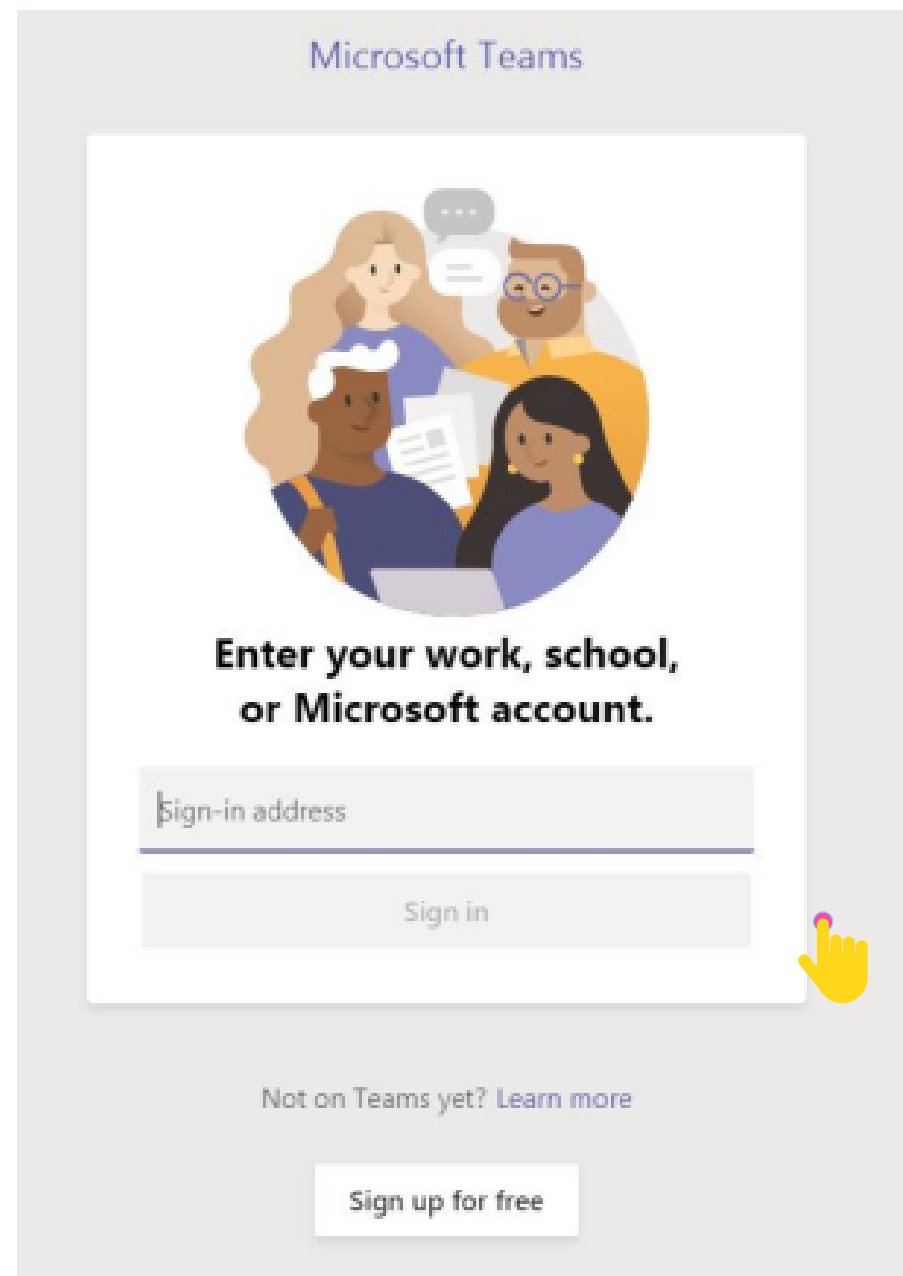 Microsoft Teams
Enter your work, school,
or Microsoft account.
Sign-in address
Sign in
Not on Teams yet? Learn more
Sign up for free